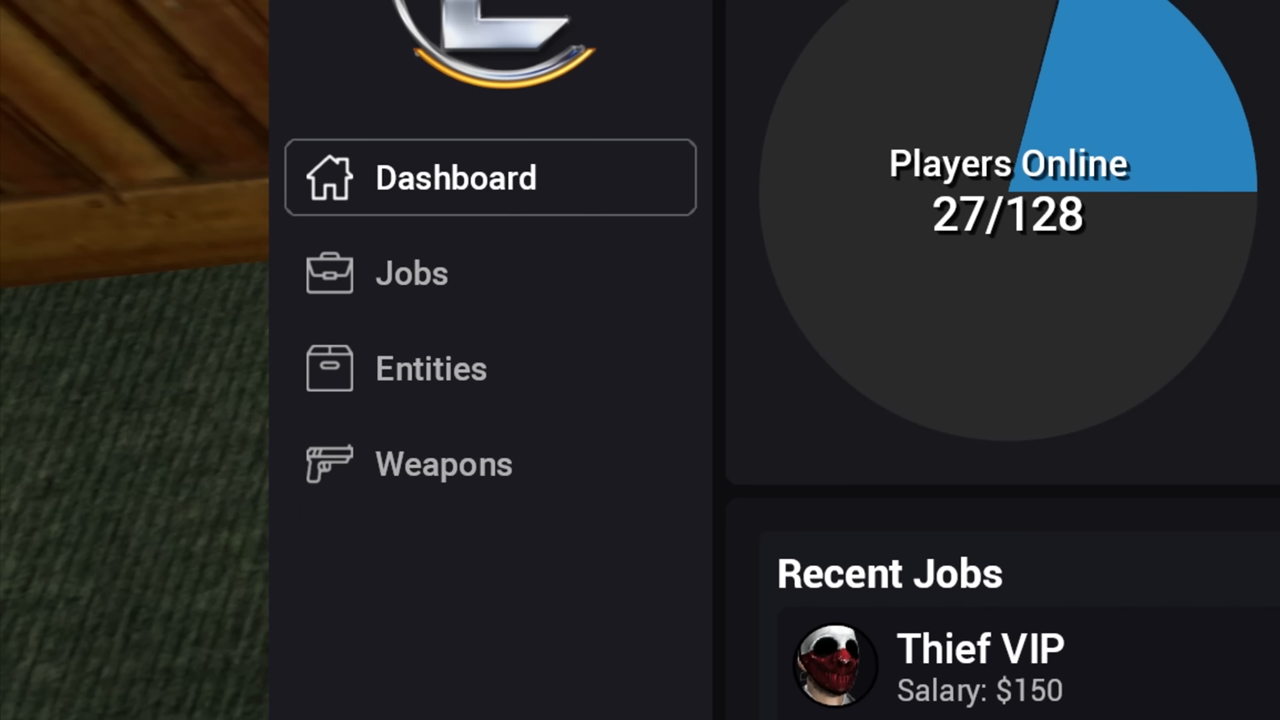 Dashboard
Jobs
Entities
Weapons
Players Online
27/128
Recent Jobs
Thief VIP
Salary: $150